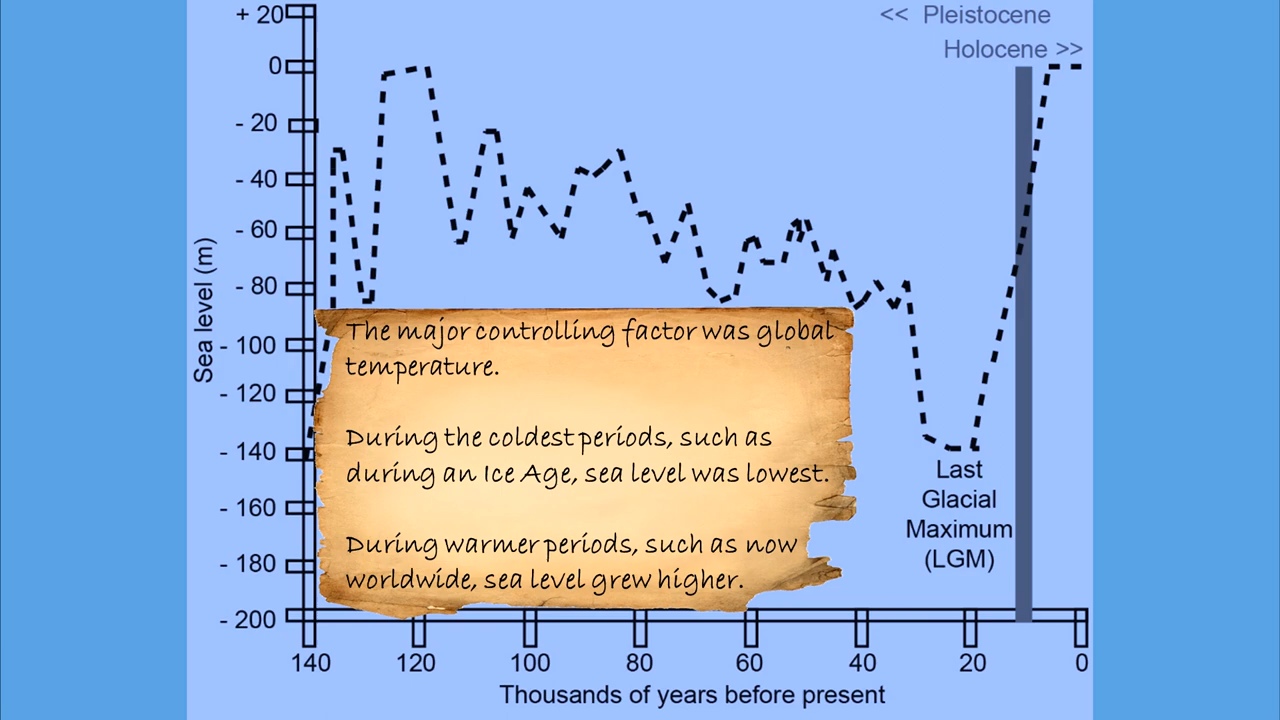 + 20
<< Pleistocene
Holocene >>
0
- 20
- 40
- 60
- 80
- 100
- 120
- 140
- 160
- 180
- 200
Sea level (m)
The major controlling factor was global
temperature.
During the coldest periods, such as
during an Ice Age, sea level was lowest.
During warmer periods, such as now
worldwide, sea level grew higher.
Last
Glacial
Maximum
(LGM)
140 120 100 80 60 40 20 0
Thousands of years before present